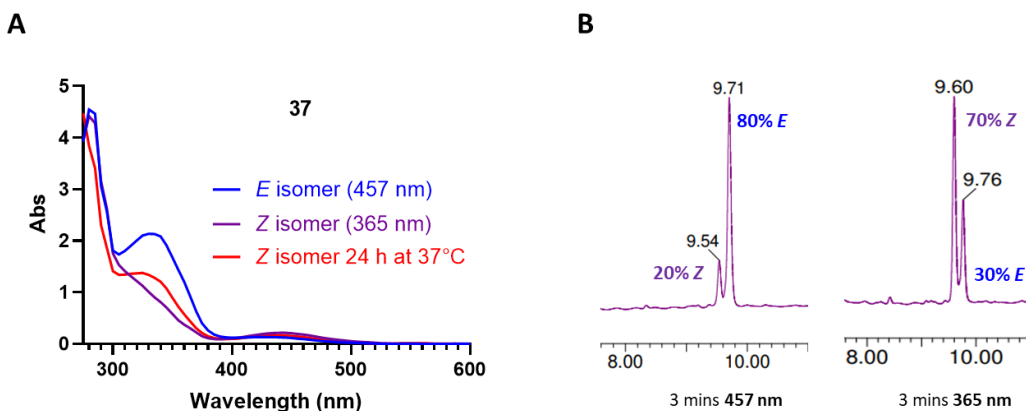 A
B
37
E isomer (457 nm)
Z isomer (365 nm)
Z isomer 24 h at 37°C
Abs
5
4
3
2
1
0
300
400
500
600
Wavelength (nm)
9.71
80% E
9.54
20% Z
8.00
10.00
3 mins 457 nm
9.60
70% Z
9.76
30% E
8.00
10.00
3 mins 365 nm